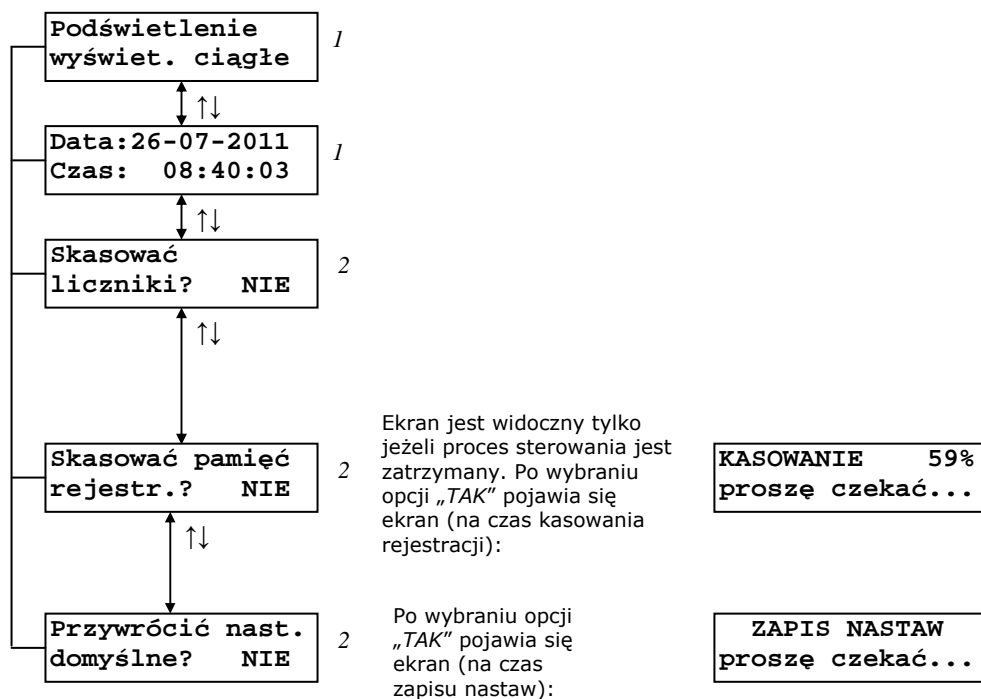 Podświetlenie
wyświet. ciągłe
1
↑↓
Data:26-07-2011
Czas: 08:40:03
1
↑↓
Skasować
liczniki? NIE
2
↑↓
Skasować pamięć
rejestr.? NIE
2
Ekran jest widoczny tylko
jeżeli proces sterowania jest
zatrzymany. Po wybraniu
opcji „TAK” pojawia się
ekran (na czas kasowania
rejestracji):
KASOWANIE 59%
proszę czekać...
↑↓
Przywrócić nast.
domyślne? NIE
2
Po wybraniu opcji
„TAK” pojawia się
ekran (na czas
zapisu nastaw):
ZAPIS NASTAW
proszę czekać...